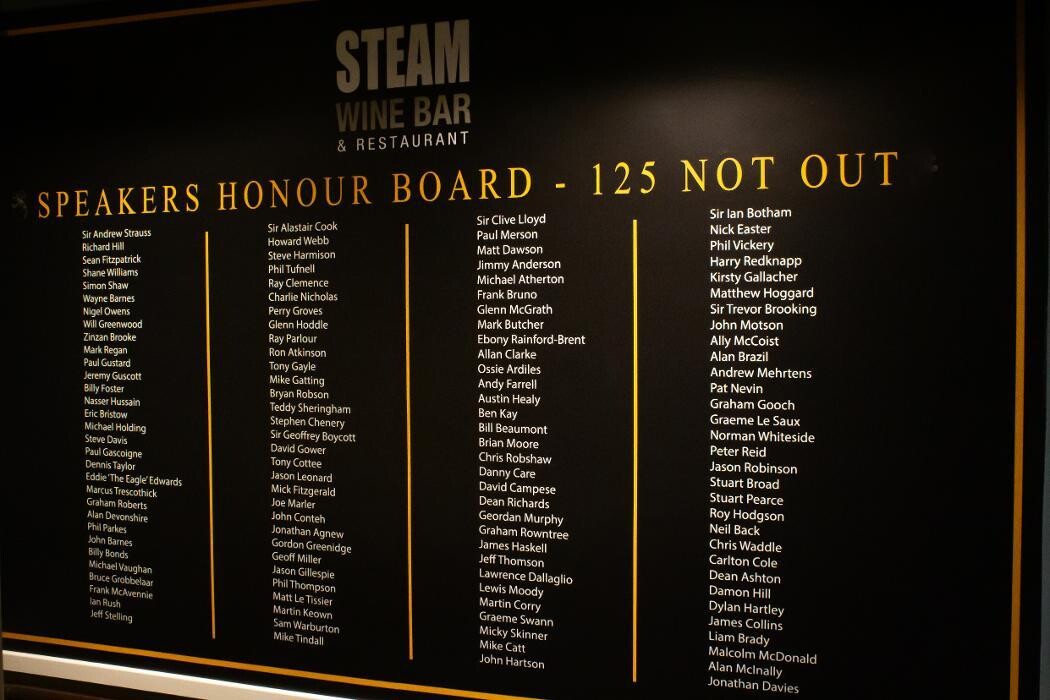 STEAM
WINE BAR
& RESTAURANT
SPEAKERS HONOUR BOARD - 125 NOT OUT
Sir Andrew Strauss
Richard Hill
Sean Fitzpatrick
Shane Williams
Simon Shaw
Wayne Barnes
Nigel Owens
Will Greenwood
Zinzan Brooke
Mark Regan
Paul Gustard
Jeremy Guscott
Billy Foster
Nasser Hussain
Eric Bristow
Michael Holding
Steve Davis
Paul Gascoigne
Dennis Taylor
Eddie 'The Eagle' Edwards
Marcus Trescothick
Graham Roberts
Alan Devonshire
Phil Parkes
John Barnes
Billy Bonds
Michael Vaughan
Bruce Grobbelaar
Frank McAvennie
Ian Rush
Jeff Stelling
Sir Alastair Cook
Howard Webb
Steve Harmison
Phil Tufnell
Ray Clemence
Charlie Nicholas
Perry Groves
Glenn Hoddle
Ray Parlour
Ron Atkinson
Tony Gayle
Mike Gatting
Bryan Robson
Teddy Sheringham
Stephen Chenery
Sir Geoffrey Boycott
David Gower
Tony Cottee
Jason Leonard
Mick Fitzgerald
Joe Marler
John Conteh
Jonathan Agnew
Gordon Greenidge
Geoff Miller
Jason Gillespie
Phil Thompson
Matt Le Tissier
Martin Keown
Sam Warburton
Mike Tindall
Sir Clive Lloyd
Paul Merson
Matt Dawson
Jimmy Anderson
Michael Atherton
Frank Bruno
Glenn McGrath
Mark Butcher
Ebony Rainford-Brent
Allan Clarke
Ossie Ardiles
Andy Farrell
Austin Healy
Ben Kay
Bill Beaumont
Brian Moore
Chris Robshaw
Danny Care
David Campese
Dean Richards
Geordan Murphy
Graham Rowntree
James Haskell
Jeff Thomson
Lawrence Dallaglio
Lewis Moody
Martin Corry
Graeme Swann
Micky Skinner
Mike Catt
John Hartson
Sir Ian Botham
Nick Easter
Phil Vickery
Harry Redknapp
Kirsty Gallacher
Matthew Hoggard
Sir Trevor Brooking
John Motson
Ally McCoist
Alan Brazil
Andrew Mehrtens
Pat Nevin
Graham Gooch
Graeme Le Saux
Norman Whiteside
Peter Reid
Jason Robinson
Stuart Broad
Stuart Pearce
Roy Hodgson
Neil Back
Chris Waddle
Carlton Cole
Dean Ashton
Damon Hill
Dylan Hartley
James Collins
Liam Brady
Malcolm McDonald
Alan McInally
Jonathan Davies